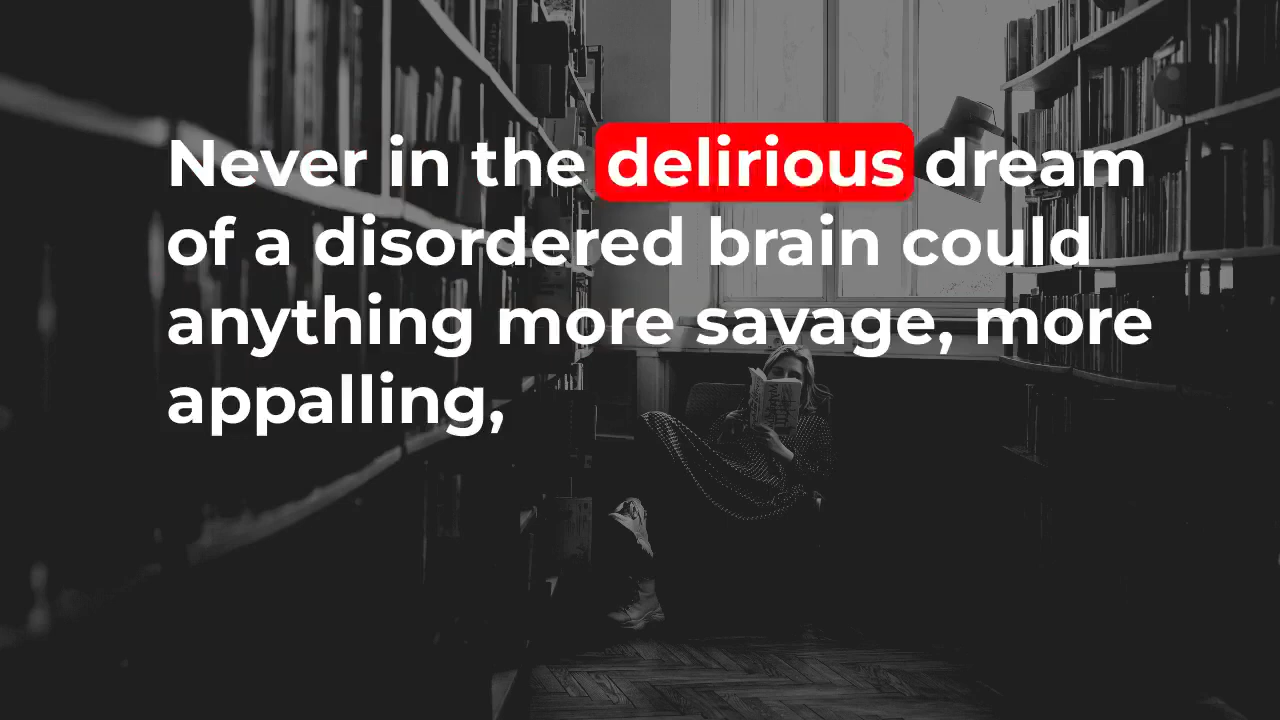 Never in the delirious dream
of a disordered brain could
anything more savage, more
appalling,